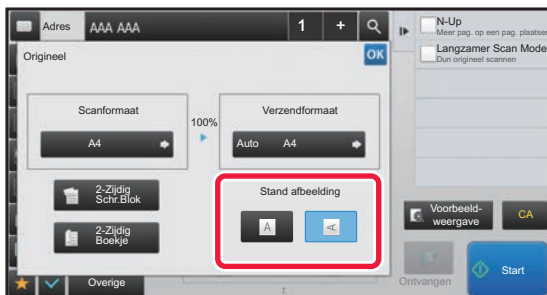 Adres
AAA AAA
1
+
Origineel
OK
Scanformaat
A4
100%
Verzendformaat
Auto A4
2-Zijdig
Schr.Blok
2-Zijdig
Boekje
Stand afbeelding
A
A
Overige
N-Up
Meer pag. op een pag. plaatsen
Langzamer Scan Mode
Dun origineel scannen
Voorbeeld-
weergave
CA
Ontvangen
Start